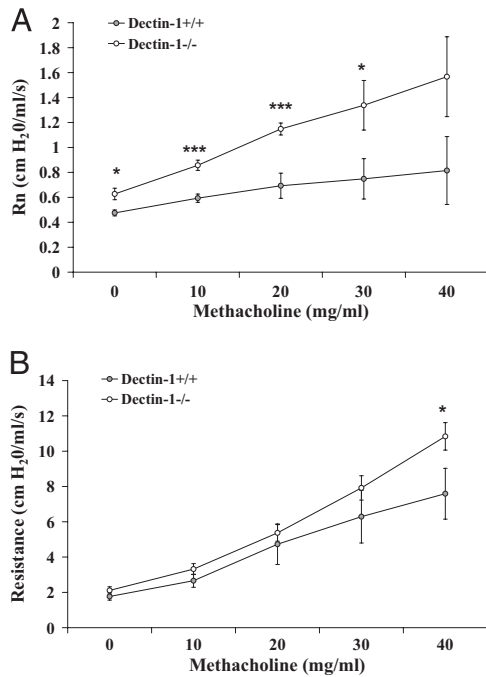 A
Dectin-1+/+
Dectin-1-/-
Rn (cm H₂0/ml/s)
2
1.8
1.6
1.4
1.2
1
0.8
0.6
0.4
0.2
0
*
***
***
*
0 10 20 30 40
Methacholine (mg/ml)
B
Dectin-1+/+
Dectin-1-/-
Resistance (cm H₂0/ml/s)
14
12
10
8
6
4
2
0
*
0 10 20 30 40
Methacholine (mg/ml)